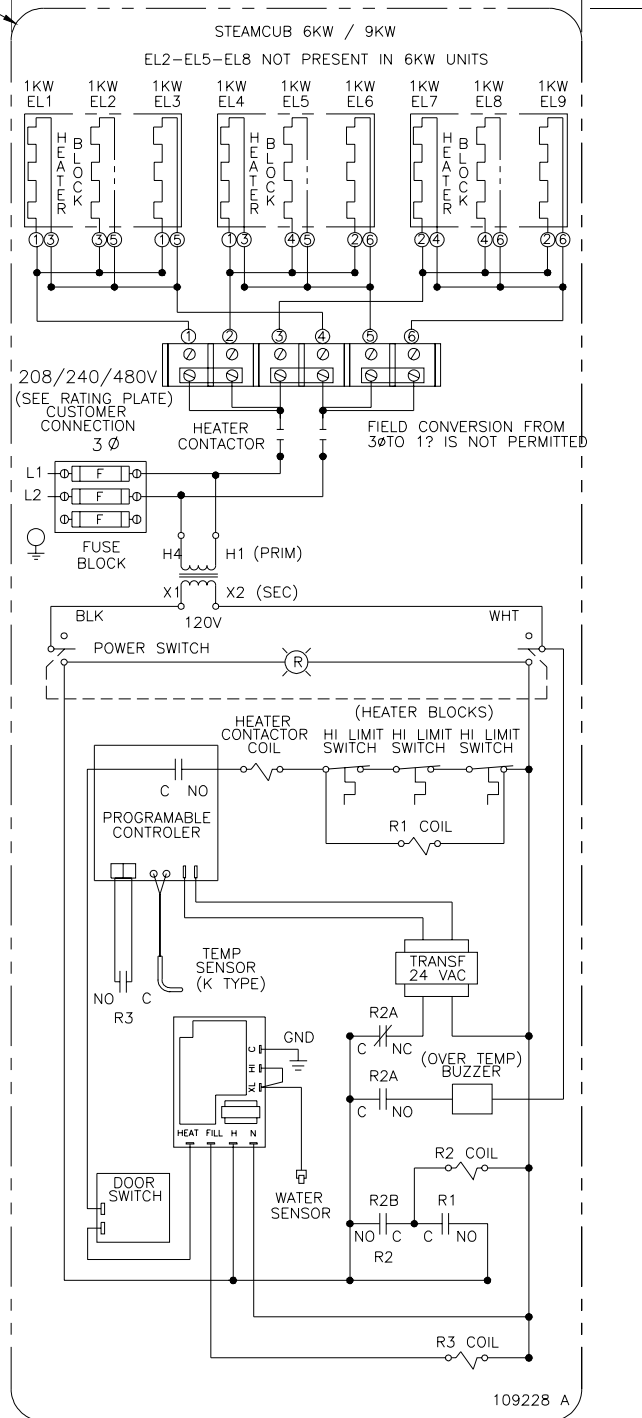 STEAMCUB 6KW / 9KW
EL2-EL5-EL8 NOT PRESENT IN 6KW UNITS
1KW 1KW 1KW 1KW 1KW 1KW 1KW 1KW 1KW
EL1 EL2 EL3 EL4 EL5 EL6 EL7 EL8 EL9
HEATER BLOCK HEATER BLOCK HEATER BLOCK
1 3 3 5 1 5 1 3 4 5 2 6 2 4 4 6 2 6
1 2 3 4 5 6
208/240/480V
(SEE RATING PLATE)
CUSTOMER
CONNECTION
3 Ø
HEATER
CONTACTOR
FIELD CONVERSION FROM
3øTO 1? IS NOT PERMITTED
L1 F
L2 F
F
FUSE
BLOCK
H4 H1 (PRIM)
X1 X2 (SEC)
BLK 120V WHT
POWER SWITCH
R
(HEATER BLOCKS)
HEATER
CONTACTOR
COIL
HI LIMIT HI LIMIT HI LIMIT
SWITCH SWITCH SWITCH
C NO
R1 COIL
PROGRAMABLE
CONTROLER
TEMP
SENSOR
(K TYPE)
TRANSF
24 VAC
NO C
R3
R2A
C NC
GND
C
HI
XL
(OVER TEMP)
BUZZER
R2A
C NO
HEAT FILL H N
R2 COIL
DOOR
SWITCH
WATER
SENSOR
R2B R1
NO C C NO
R2
R3 COIL
109228 A